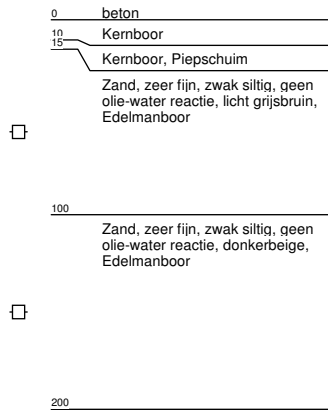 0 beton
10 Kernboor
15
Kernboor, Piepschuim
Zand, zeer fijn, zwak siltig, geen
olie-water reactie, licht grijsbruin,
Edelmanboor
100
Zand, zeer fijn, zwak siltig, geen
olie-water reactie, donkerbeige,
Edelmanboor
200